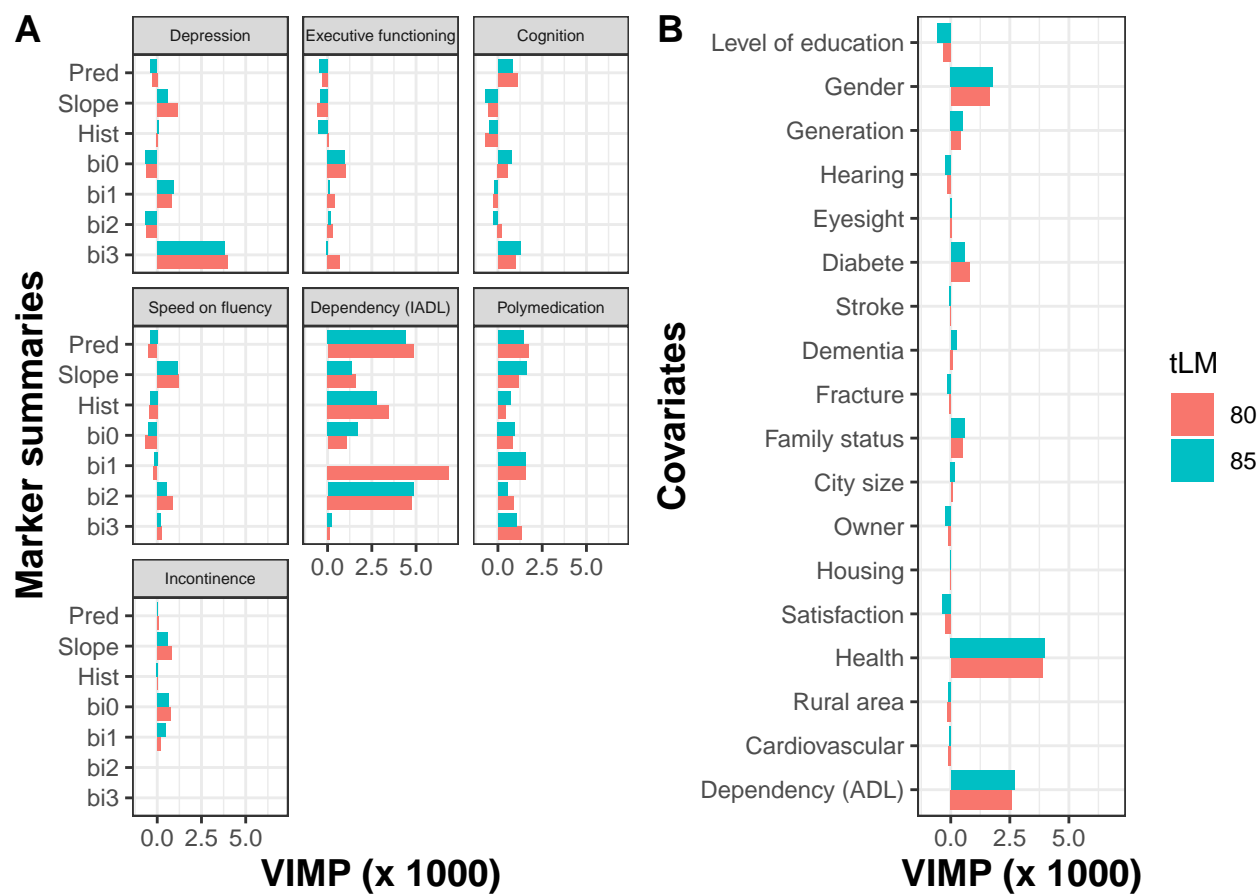 A
Depression
Executive functioning
Cognition
Pred
Slope
Hist
bi0
bi1
bi2
bi3
Speed on fluency
Dependency (IADL)
Polymedication
Pred
Slope
Hist
bi0
bi1
bi2
bi3
0.0 2.5 5.0
0.0 2.5 5.0
Incontinence
Pred
Slope
Hist
bi0
bi1
bi2
bi3
0.0 2.5 5.0
Marker summaries
VIMP (x 1000)
B
Level of education
Gender
Generation
Hearing
Eyesight
Diabete
Stroke
Dementia
Fracture
Family status
City size
Owner
Housing
Satisfaction
Health
Rural area
Cardiovascular
Dependency (ADL)
0.0 2.5 5.0
Covariates
VIMP (x 1000)
tLM
80
85